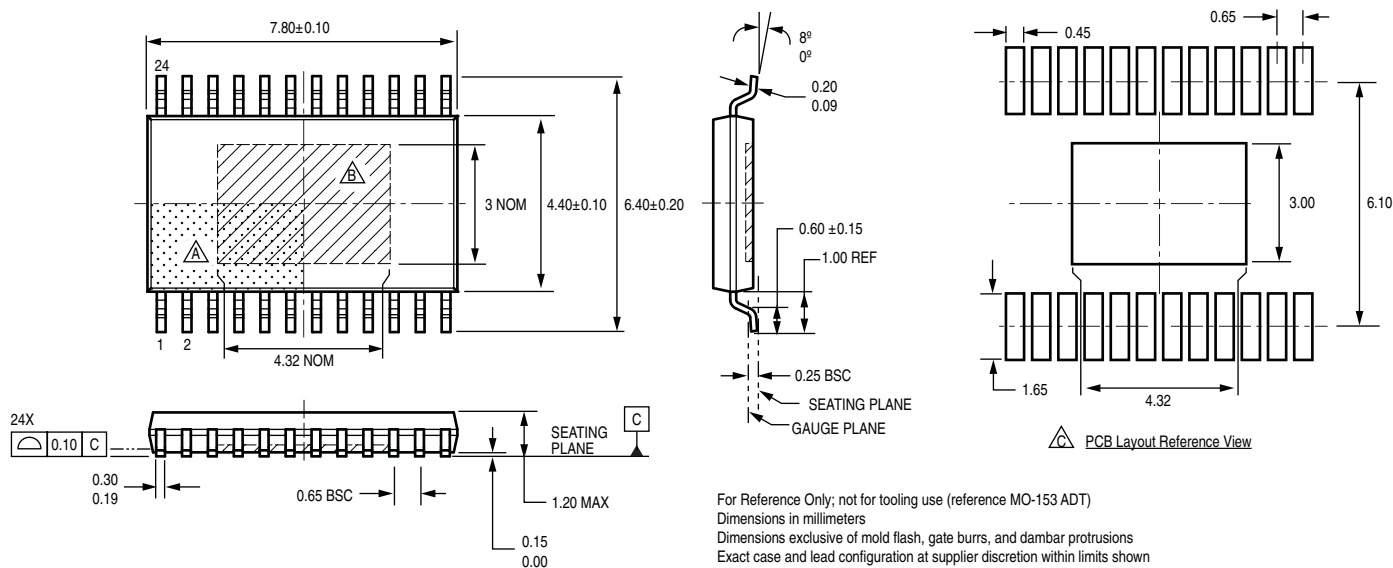 7.80±0.10
24
B
A
3 NOM
4.40±0.10
6.40±0.20
1 2
4.32 NOM
8º
0º
0.20
0.09
0.60 ±0.15
1.00 REF
0.25 BSC
SEATING PLANE
GAUGE PLANE
0.65
0.45
3.00
6.10
1.65
4.32
C PCB Layout Reference View
24X
0.10 C
0.30
0.19
0.65 BSC
SEATING
PLANE
C
1.20 MAX
0.15
0.00
For Reference Only; not for tooling use (reference MO-153 ADT)
Dimensions in millimeters
Dimensions exclusive of mold flash, gate burrs, and dambar protrusions
Exact case and lead configuration at supplier discretion within limits shown